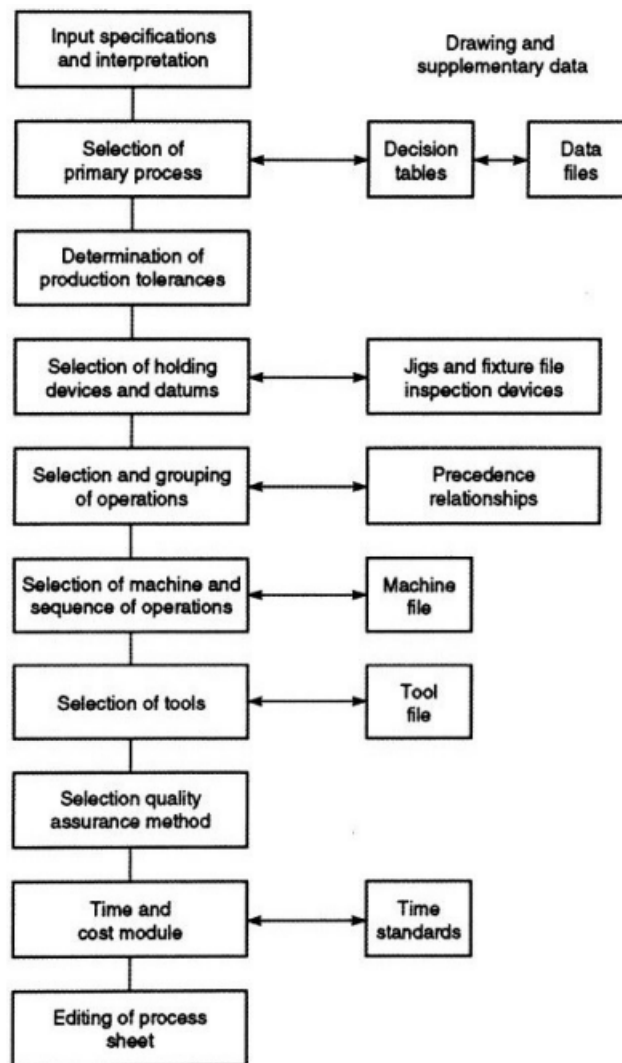 Input specifications
and interpretation
Drawing and
supplementary data
Selection of
primary process
Decision
tables
Data
files
Determination of
production tolerances
Selection of holding
devices and datums
Jigs and fixture file
inspection devices
Selection and grouping
of operations
Precedence
relationships
Selection of machine and
sequence of operations
Machine
file
Selection of tools
Tool
file
Selection quality
assurance method
Time and
cost module
Time
standards
Editing of process
sheet